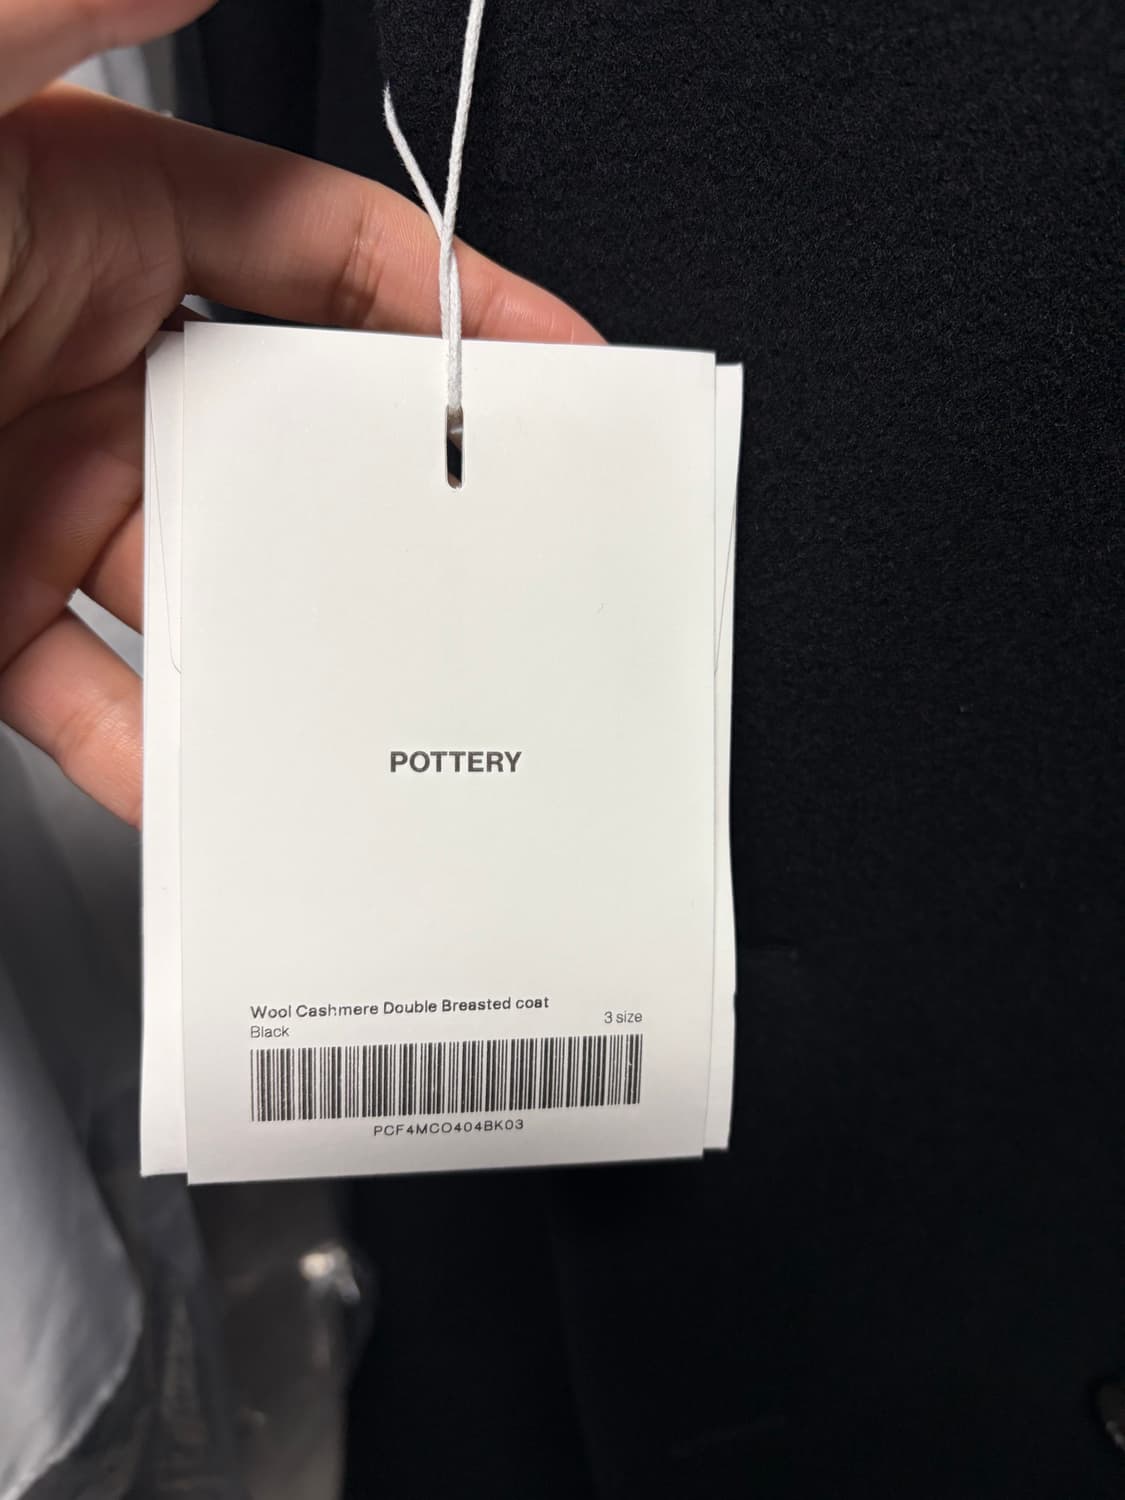 POTTERY
Wool Cashmere Double Breasted coat
Black
3 size
PCF4MCO404BK03